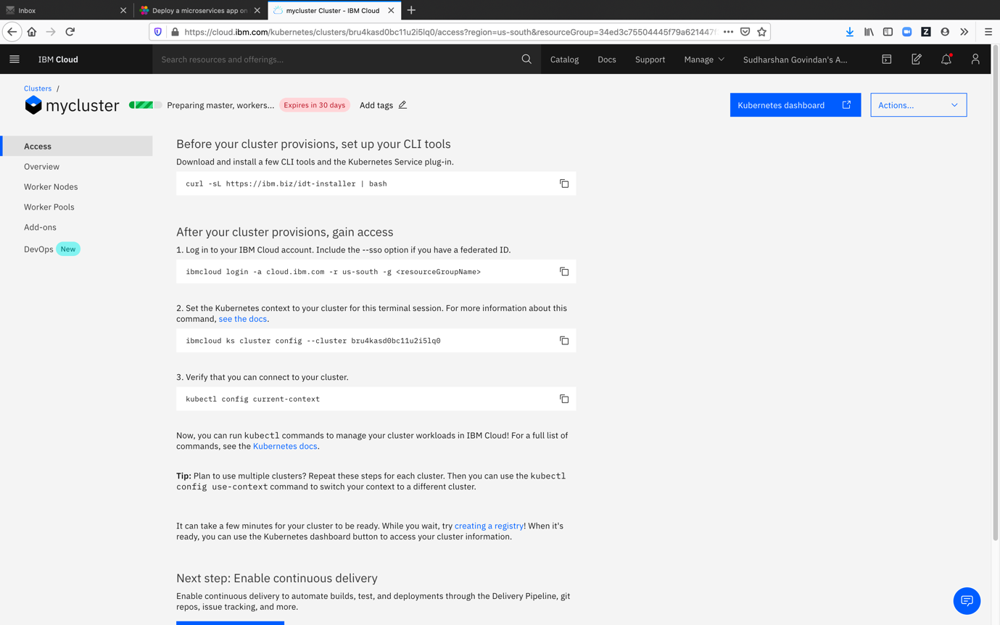 Inbox
Deploy a microservices app on
mycluster Cluster - IBM Cloud
https://cloud.ibm.com/kubernetes/clusters/bru4kasd0bc11u2i5lq0/access?region=us-south&resourceGroup=34ed3c75504445f79a621447f
Z
IBM Cloud
Search resources and offerings...
Catalog
Docs
Support
Manage
Sudharshan Govindan's A...
Clusters /
mycluster
Preparing master, workers...
Expires in 30 days
Add tags
Kubernetes dashboard
Actions...
Access
Overview
Worker Nodes
Worker Pools
Add-ons
DevOps New
Before your cluster provisions, set up your CLI tools
Download and install a few CLI tools and the Kubernetes Service plug-in.
curl -sL https://ibm.biz/idt-installer | bash
After your cluster provisions, gain access
1. Log in to your IBM Cloud account. Include the --sso option if you have a federated ID.
ibmcloud login -a cloud.ibm.com -r us-south -g <resourceGroupName>
2. Set the Kubernetes context to your cluster for this terminal session. For more information about this
command, see the docs.
ibmcloud ks cluster config --cluster bru4kasd0bc11u2i5lq0
3. Verify that you can connect to your cluster.
kubectl config current-context
Now, you can run kubectl commands to manage your cluster workloads in IBM Cloud! For a full list of
commands, see the Kubernetes docs.
Tip: Plan to use multiple clusters? Repeat these steps for each cluster. Then you can use the kubectl
config use-context command to switch your context to a different cluster.
It can take a few minutes for your cluster to be ready. While you wait, try creating a registry! When it's
ready, you can use the Kubernetes dashboard button to access your cluster information.
Next step: Enable continuous delivery
Enable continuous delivery to automate builds, test, and deployments through the Delivery Pipeline, git
repos, issue tracking, and more.